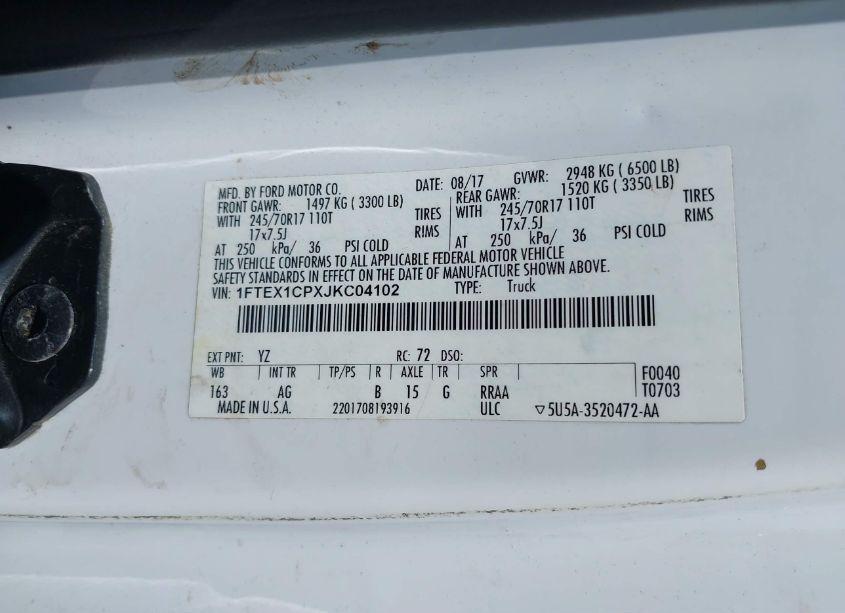 MFD. BY FORD MOTOR CO. DATE: 08/17 GVWR: 2948 KG ( 6500 LB)
FRONT GAWR: 1497 KG ( 3300 LB) REAR GAWR: 1520 KG ( 3350 LB)
WITH 245/70R17 110T TIRES WITH 245/70R17 110T TIRES
17x7.5J RIMS 17x7.5J RIMS
AT 250 kPa/ 36 PSI COLD AT 250 kPa/ 36 PSI COLD
THIS VEHICLE CONFORMS TO ALL APPLICABLE FEDERAL MOTOR VEHICLE
SAFETY STANDARDS IN EFFECT ON THE DATE OF MANUFACTURE SHOWN ABOVE.
VIN: 1FTEX1CPXJKC04102 TYPE: Truck
EXT PNT: YZ RC: 72 DSO:
WB INT TR TP/PS R AXLE TR SPR F0040
163 AG B 15 G RRAA T0703
MADE IN U.S.A. 2201708193916 ULC ▽5U5A-3520472-AA